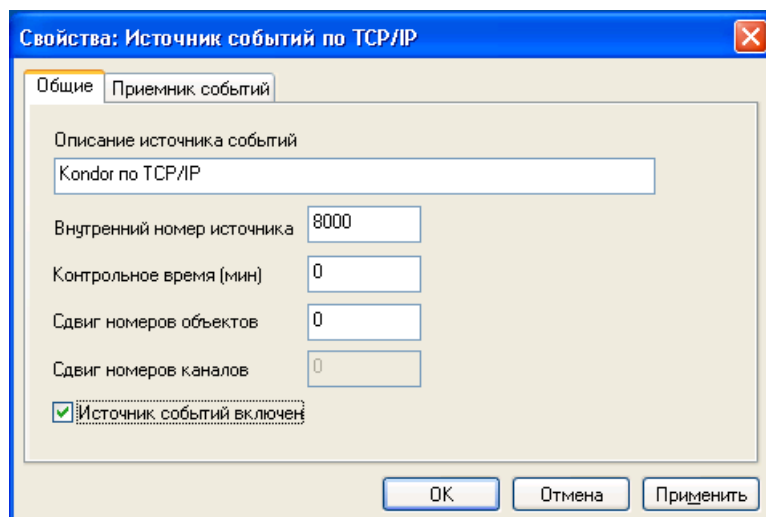 Свойства: Источник событий по TCP/IP
Общие
Приемник событий
Описание источника событий
Kondor по TCP/IP
Внутренний номер источника 8000
Контрольное время (мин) 0
Сдвиг номеров объектов 0
Сдвиг номеров каналов 0
Источник событий включен
OK Отмена Применить